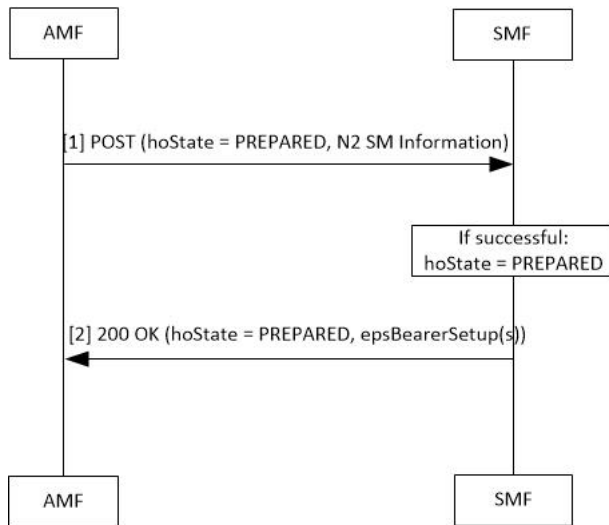 AMF
SMF
[1] POST (hoState = PREPARED, N2 SM Information)
If successful:
hoState = PREPARED
[2] 200 OK (hoState = PREPARED, epsBearerSetup(s))
AMF
SMF